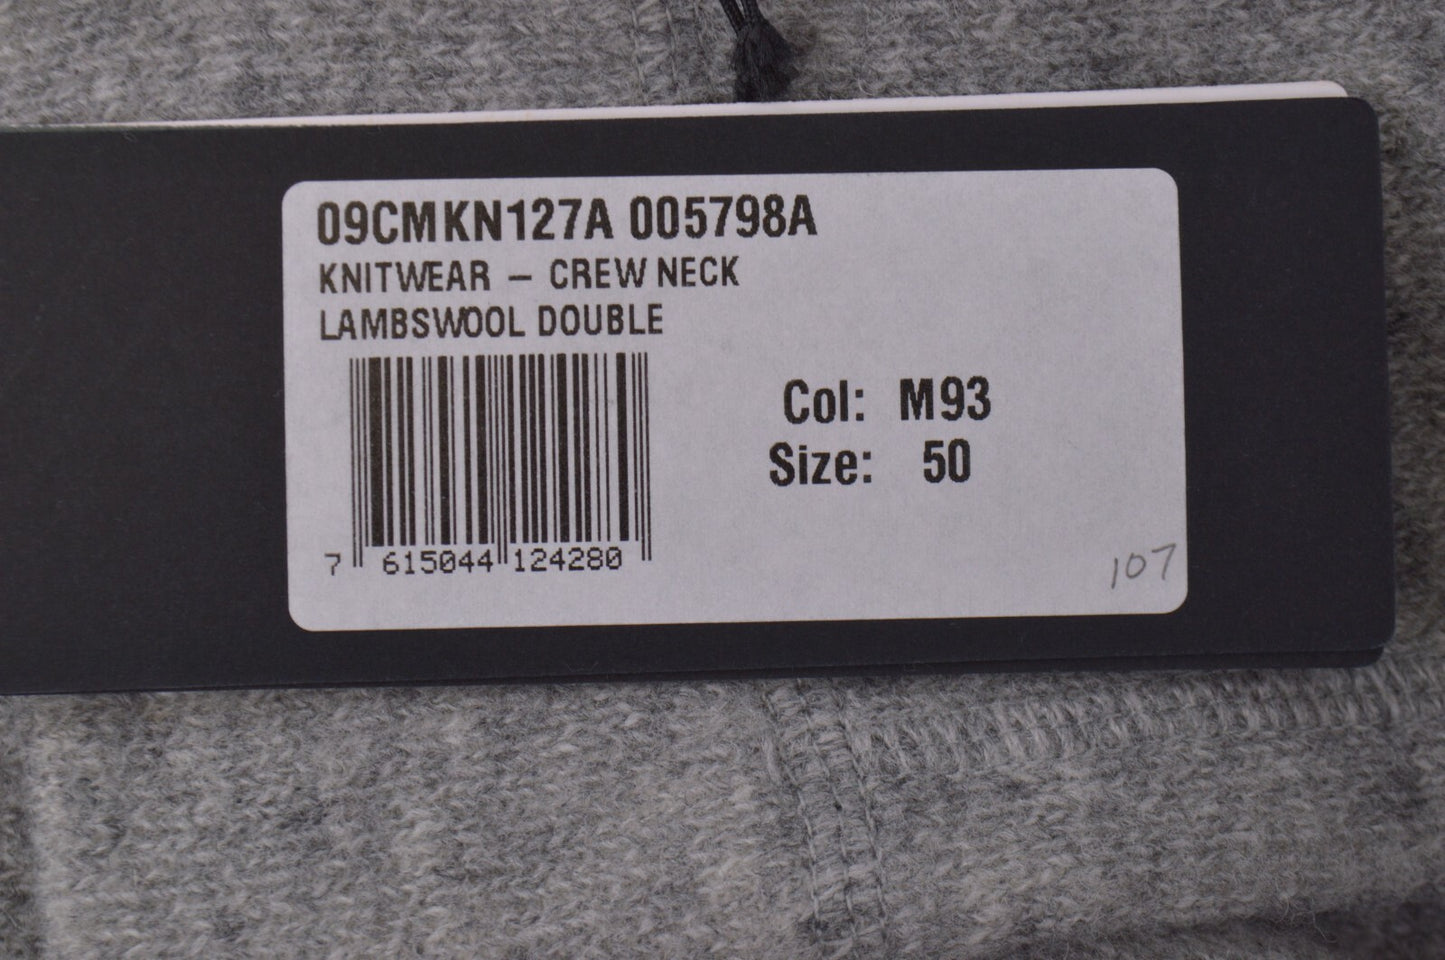 09CMKN127A 005798A
KNITWEAR – CREW NECK
LAMBSWOOL DOUBLE
Col: M93
Size: 50
7 615044 124280
107